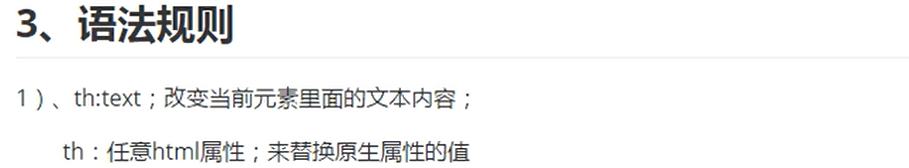 3、语法规则
1）、th:text；改变当前元素里面的文本内容；
th：任意html属性；来替换原生属性的值